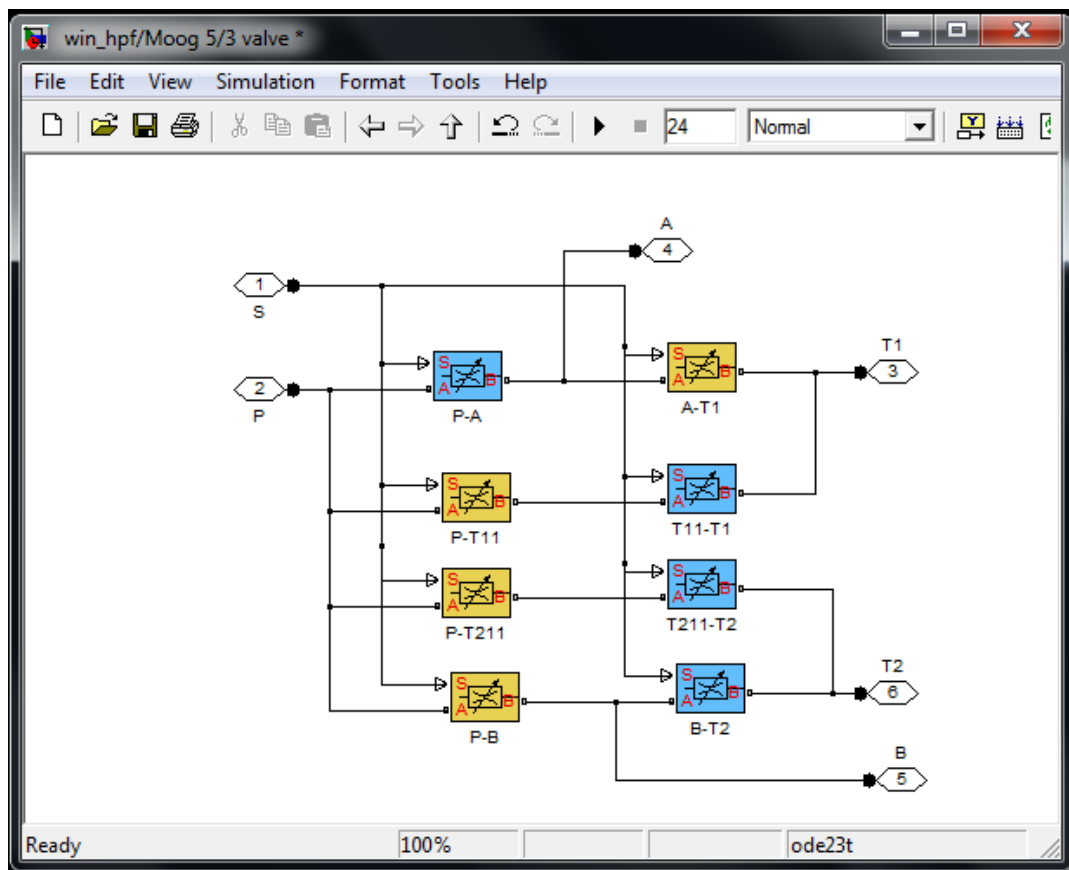 win_hpf/Moog 5/3 valve *
File Edit View Simulation Format Tools Help
24 Normal
A
4
1
S
T1
3
S
A B
P-A
S
A B
A-T1
2
P
S
A B
P-T11
S
A B
T11-T1
S
A B
P-T211
S
A B
T211-T2
S
A B
P-B
S
A B
B-T2
T2
6
B
5
Ready 100% ode23t